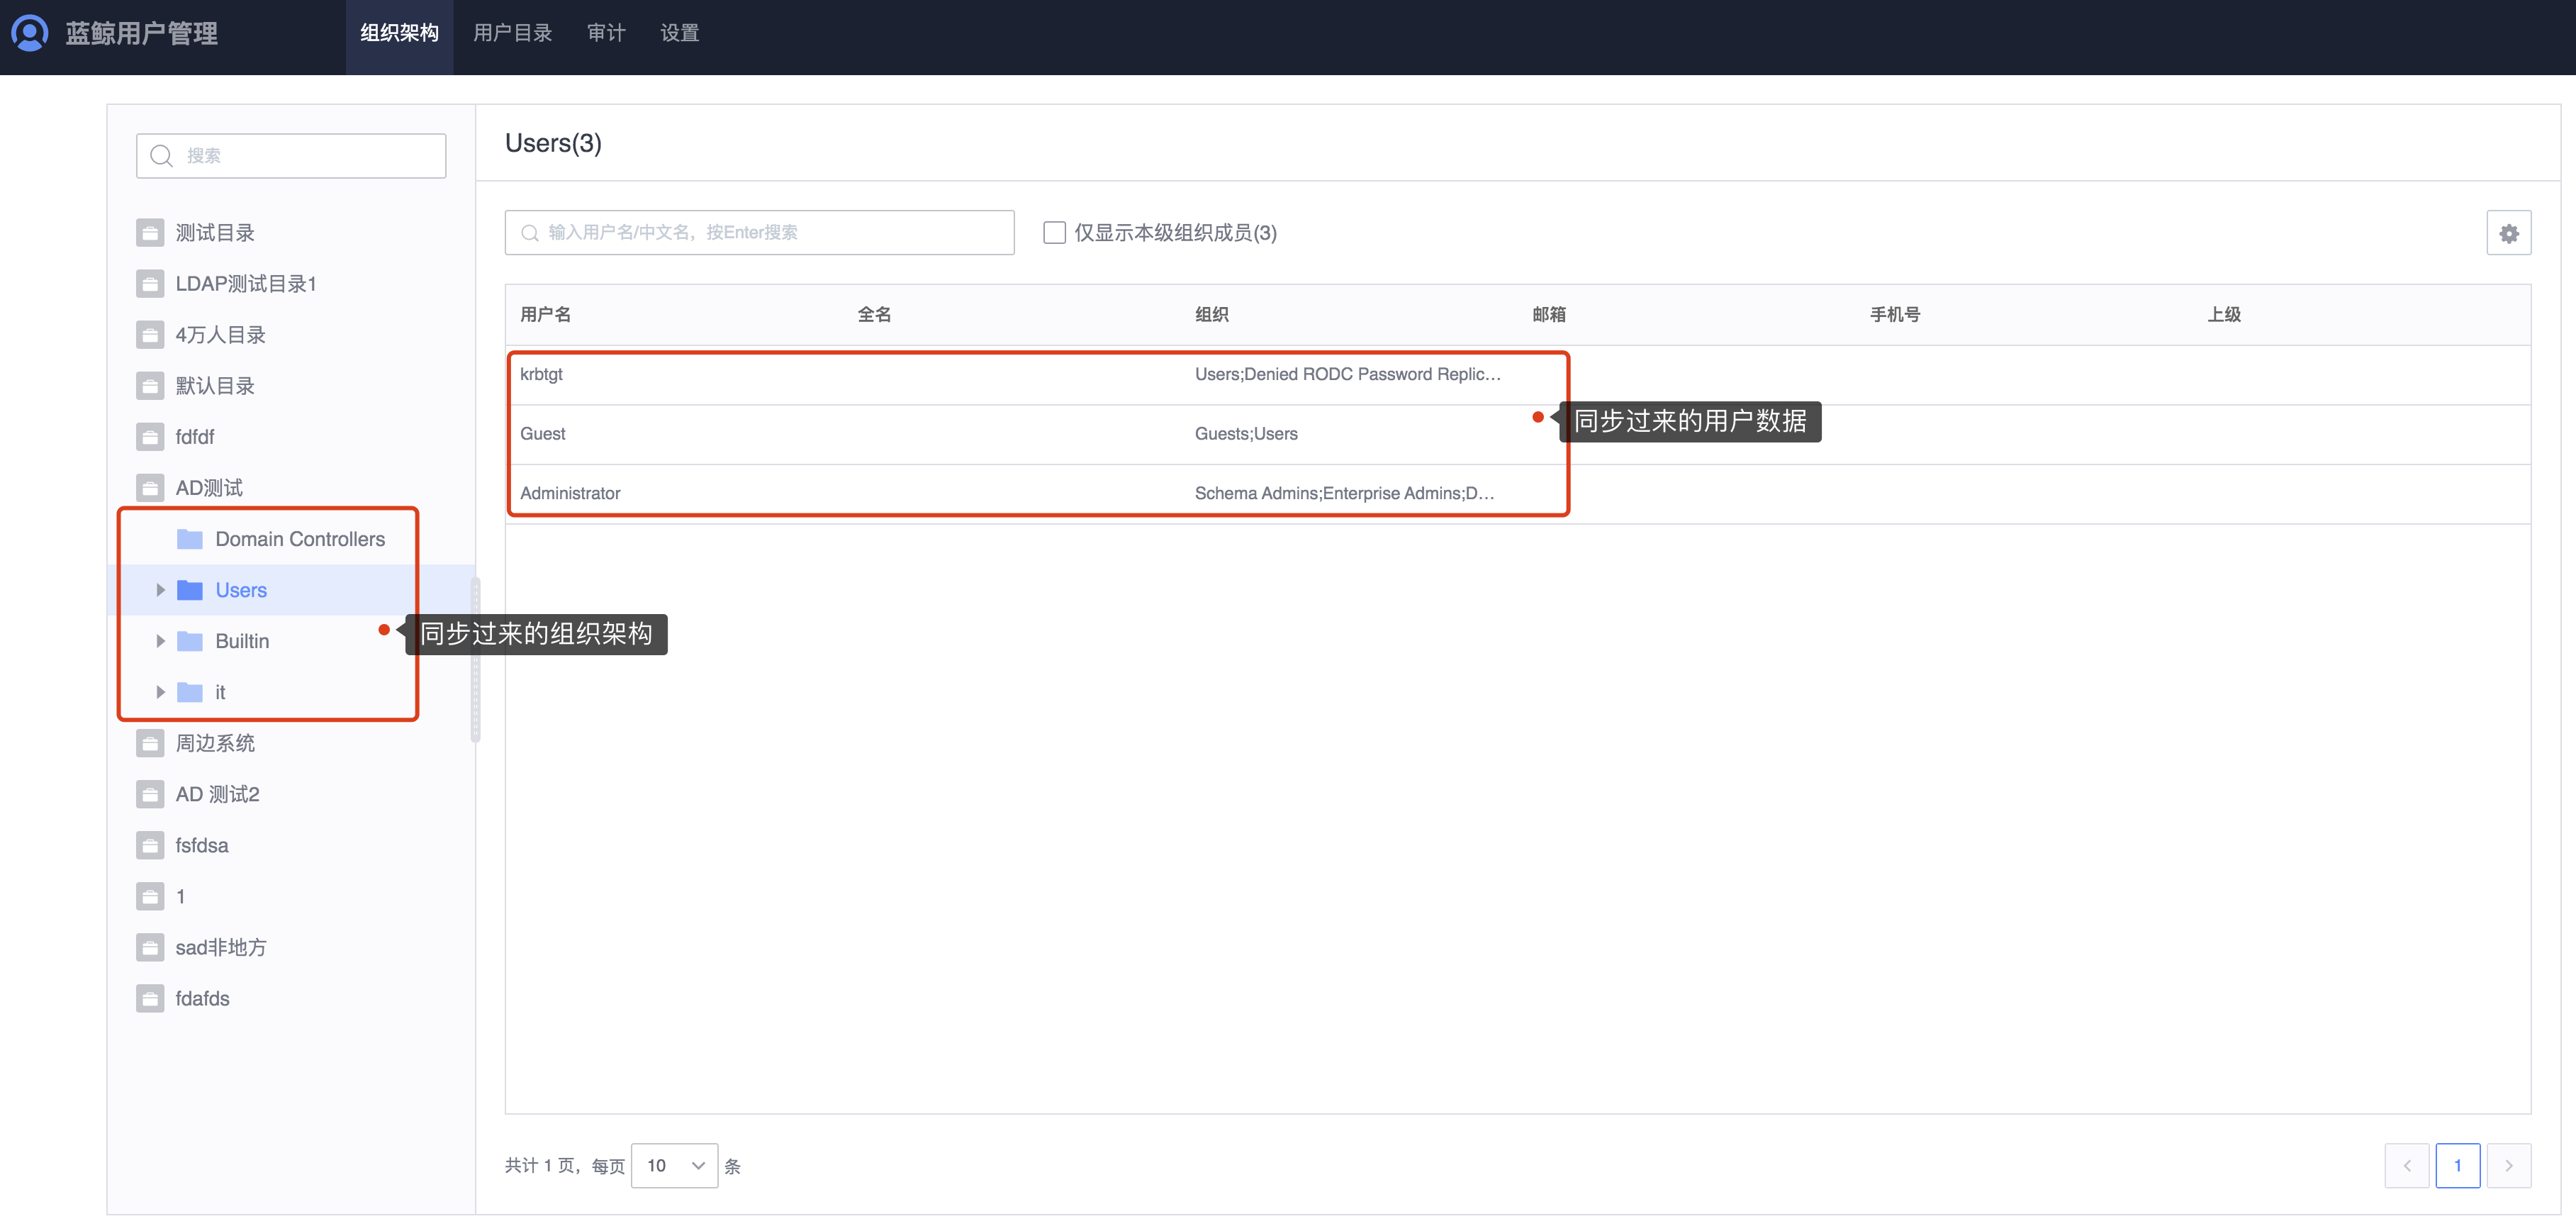 蓝鲸用户管理
组织架构
用户目录
审计
设置
搜索
测试目录
LDAP测试目录1
4万人目录
默认目录
fdfdf
AD测试
Domain Controllers
Users
Builtin
it
同步过来的组织架构
周边系统
AD 测试2
fsfdsa
1
sad非地方
fdafds
Users(3)
输入用户名/中文名，按Enter搜索
仅显示本级组织成员(3)
用户名 全名 组织 邮箱 手机号 上级
krbtgt Users;Denied RODC Password Replic...
Guest Guests;Users
Administrator Schema Admins;Enterprise Admins;D...
同步过来的用户数据
共计 1 页，每页 10 条
1